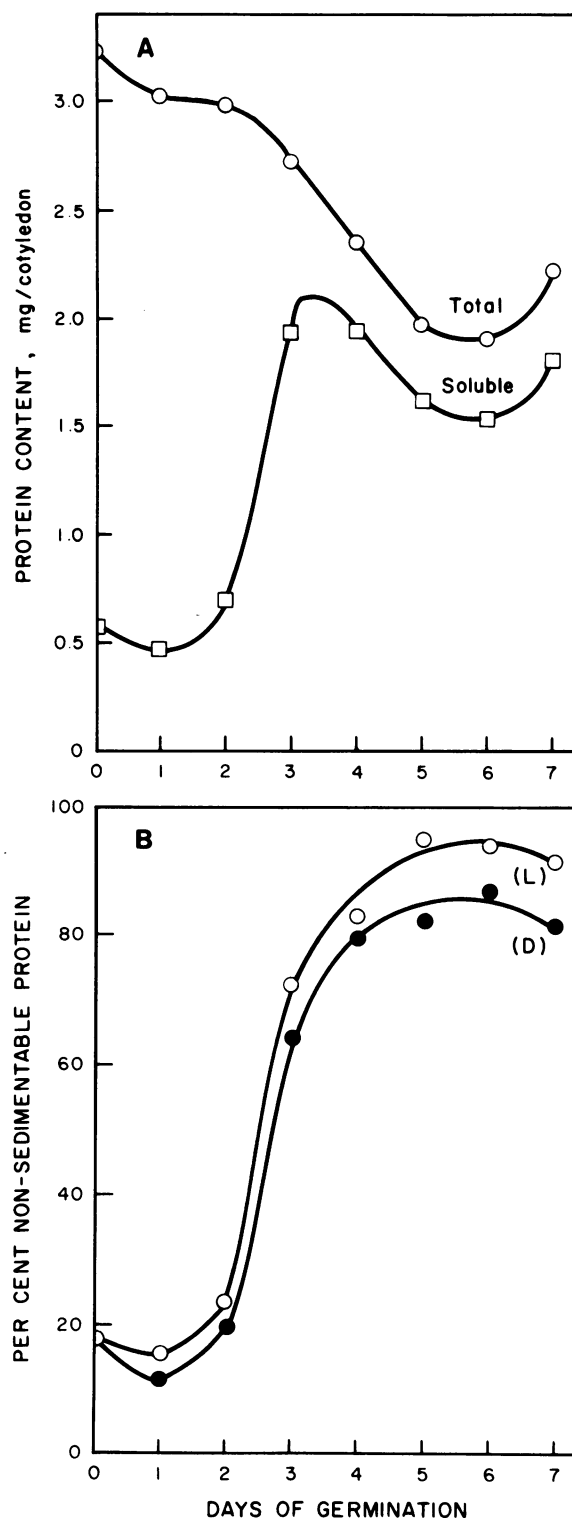 A
PROTEIN CONTENT, mg/cotyledon
3.0
2.5
2.0
1.5
1.0
0.5
0
Total
Soluble
0 1 2 3 4 5 6 7
B
PER CENT NON-SEDIMENTABLE PROTEIN
100
80
60
40
20
0
(L)
(D)
0 1 2 3 4 5 6 7
DAYS OF GERMINATION